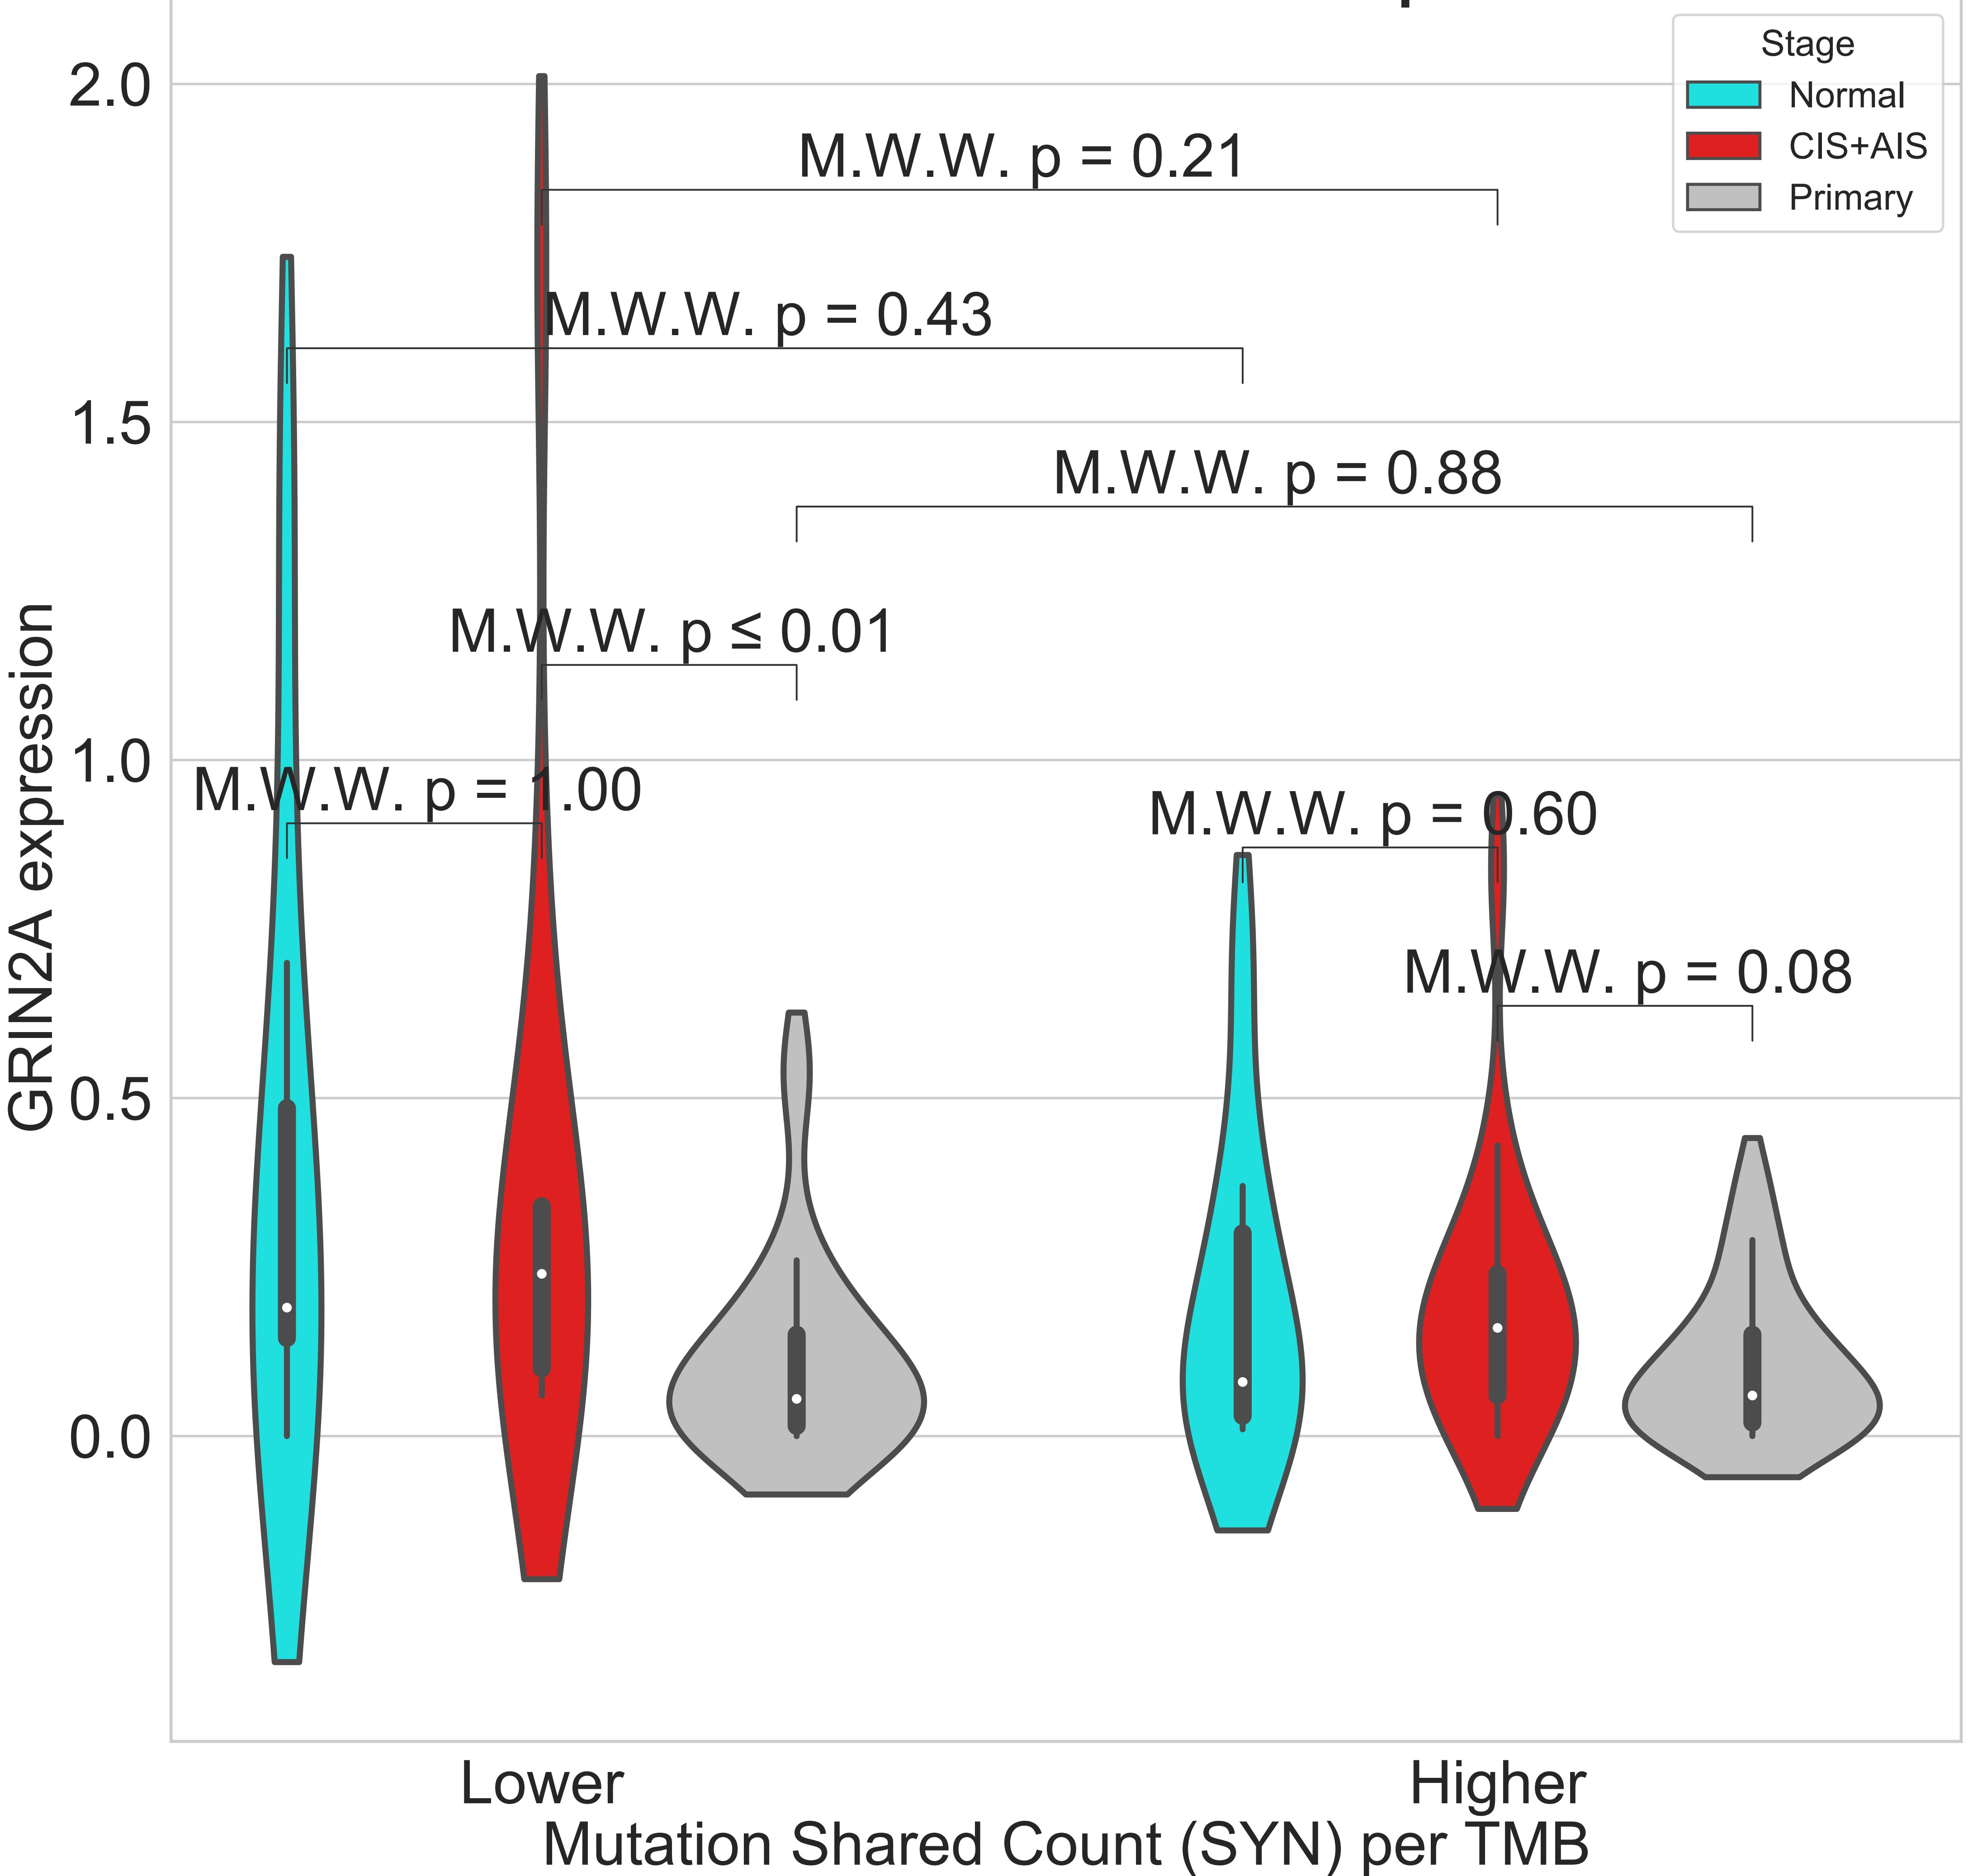 Stage
Normal
CIS+AIS
Primary
2.0
1.5
1.0
0.5
0.0
GRIN2A expression
M.W.W. p = 0.21
M.W.W. p = 0.43
M.W.W. p = 0.88
M.W.W. p ≤ 0.01
M.W.W. p = 1.00
M.W.W. p = 0.60
M.W.W. p = 0.08
Lower
Higher
Mutation Shared Count (SYN) per TMB